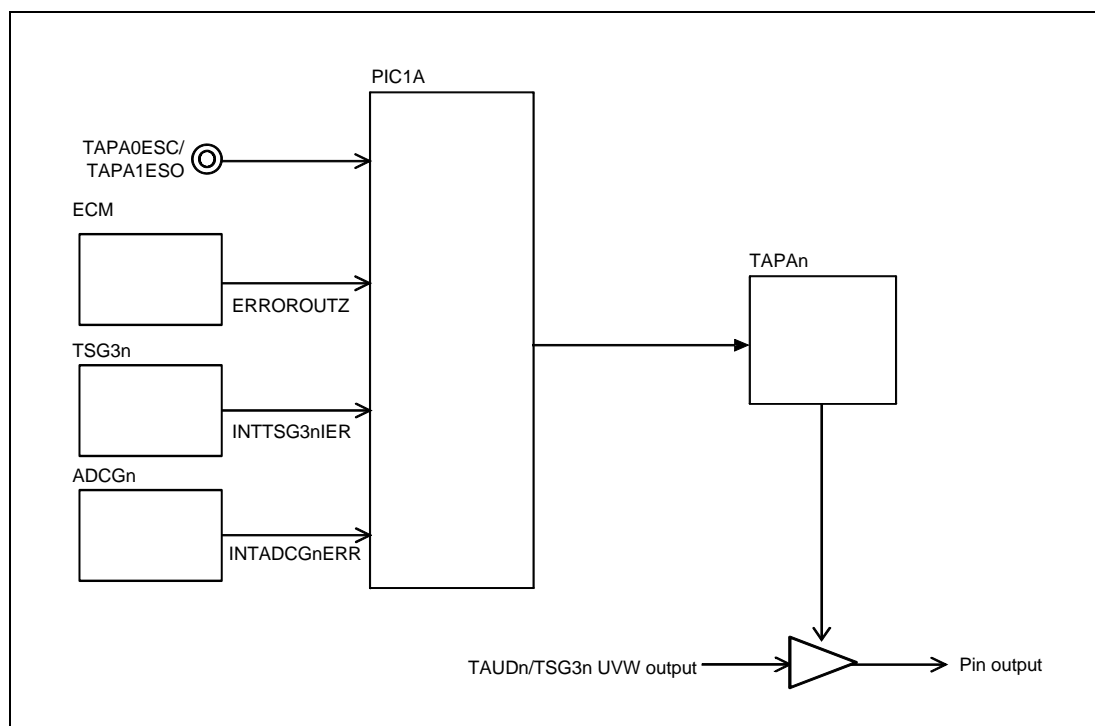 PIC1A
TAPA0ESC/
TAPA1ESO
ECM
ERROROUTZ
TAPAn
TSG3n
INTTSG3nIER
ADCGn
INTADCGnERR
TAUDn/TSG3n UVW output
Pin output